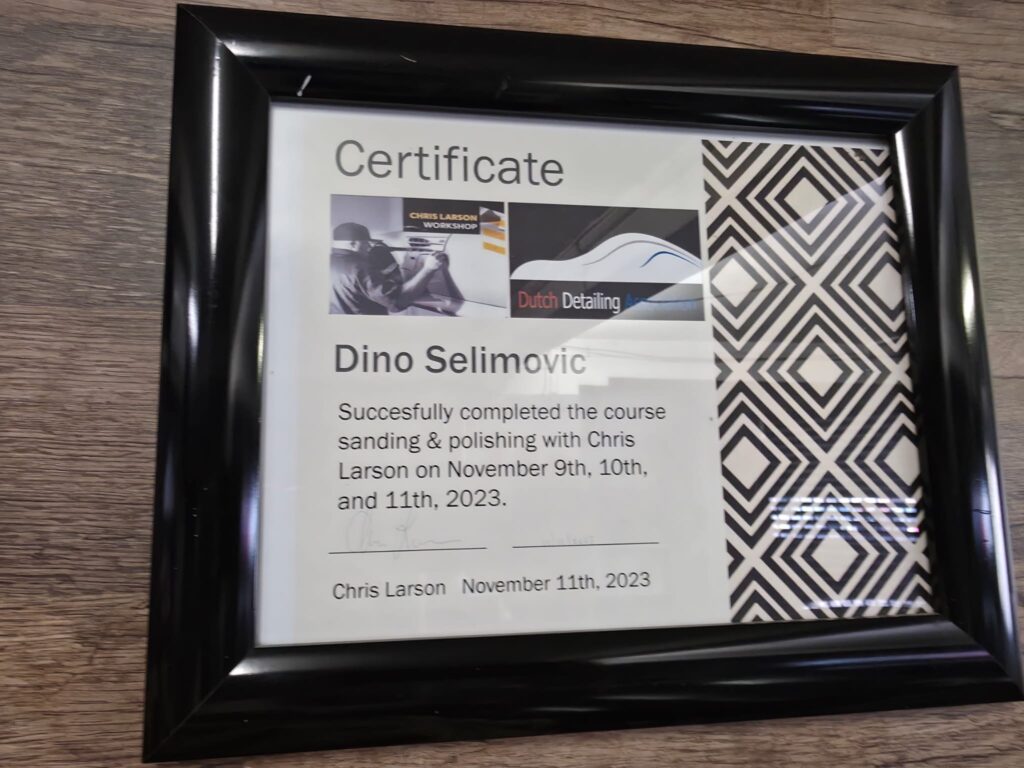 Certificate
CHRIS LARSON
WORKSHOP
Dutch Detailing
Dino Selimovic
Succesfully completed the course
sanding & polishing with Chris
Larson on November 9th, 10th,
and 11th, 2023.
Chris Larson November 11th, 2023